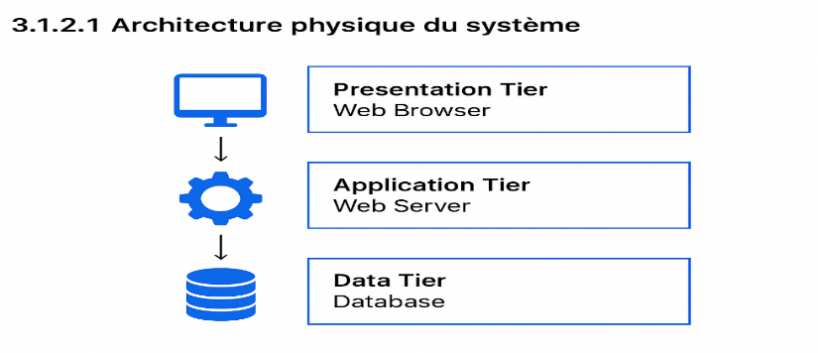 3.1.2.1 Architecture physique du système
Presentation Tier
Web Browser
Application Tier
Web Server
Data Tier
Database